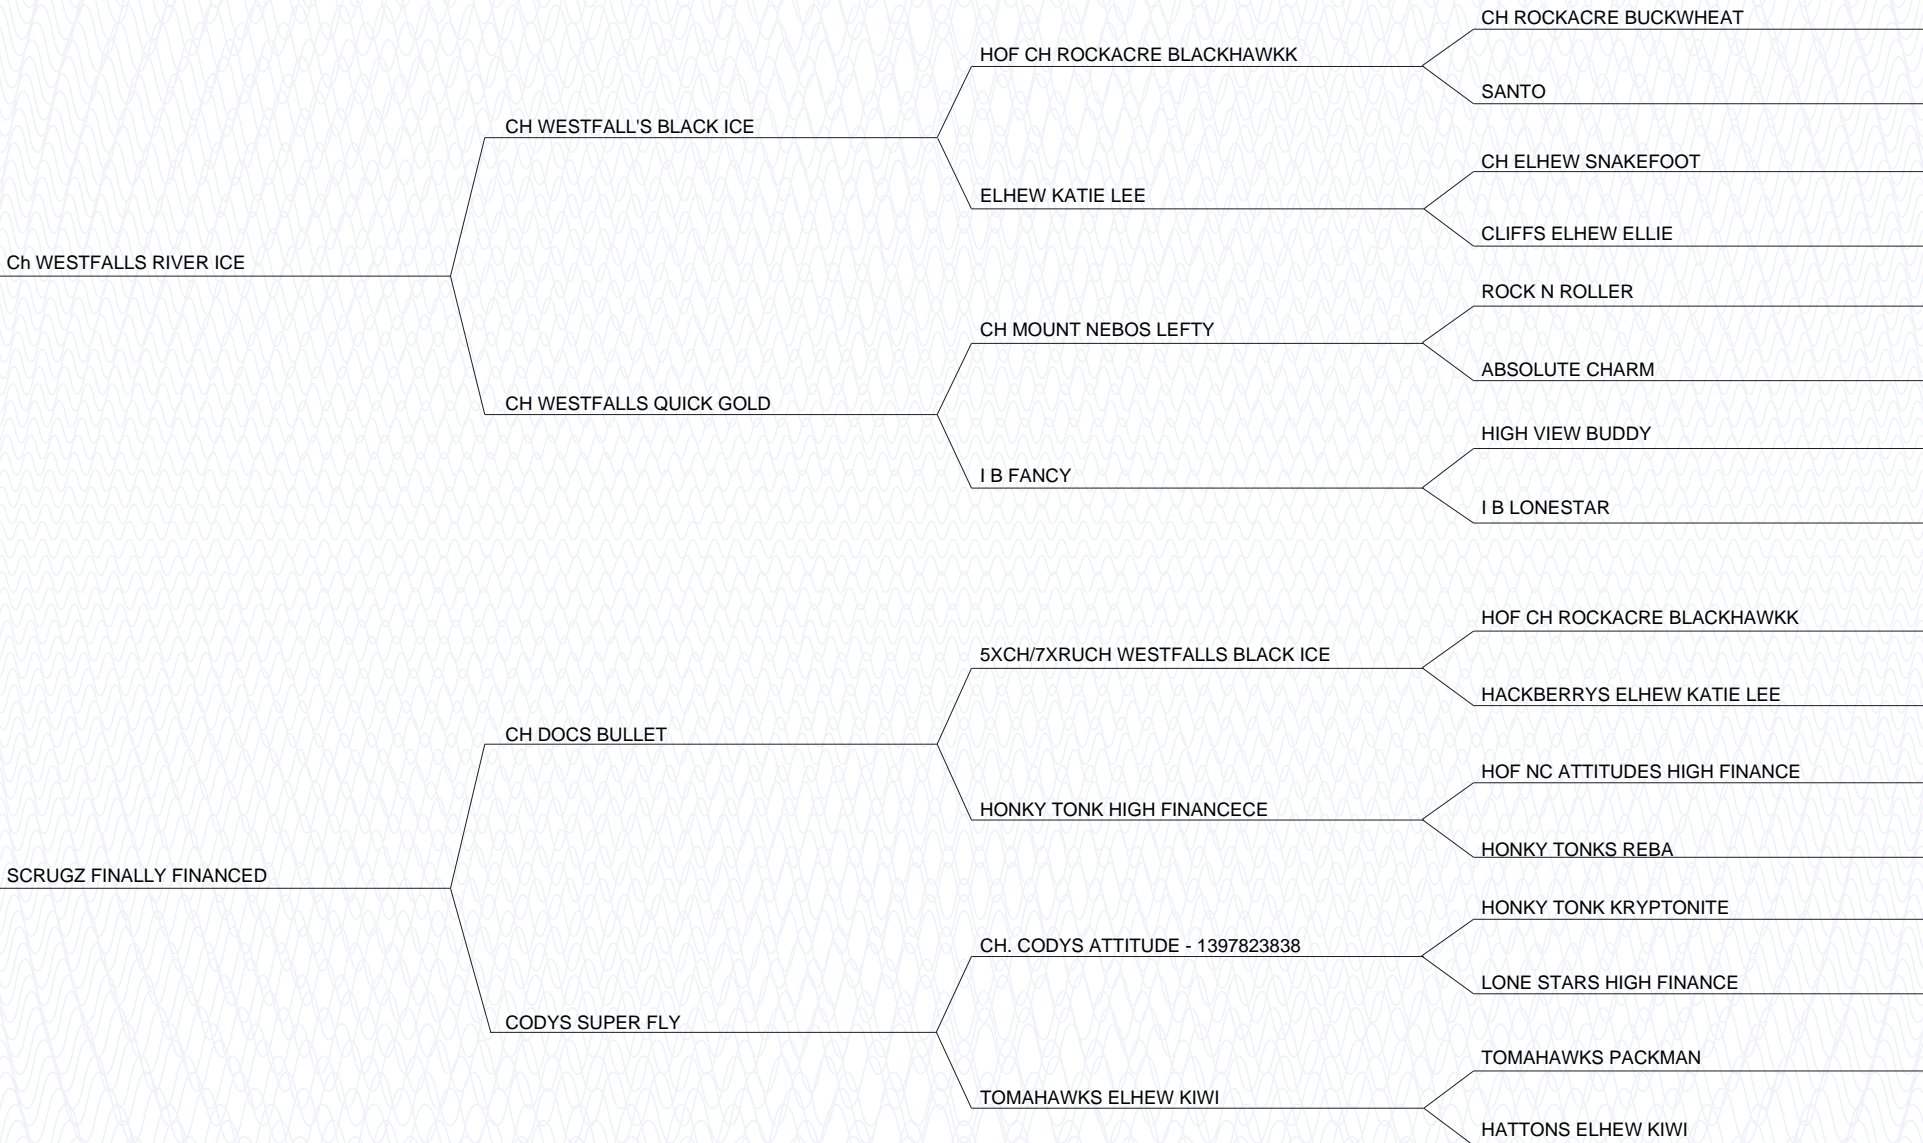 CH ROCKACRE BUCKWHEAT
HOF CH ROCKACRE BLACKHAWKK
SANTO
CH WESTFALL'S BLACK ICE
CH ELHEW SNAKEFOOT
ELHEW KATIE LEE
CLIFFS ELHEW ELLIE
Ch WESTFALLS RIVER ICE
ROCK N ROLLER
CH MOUNT NEBOS LEFTY
ABSOLUTE CHARM
CH WESTFALLS QUICK GOLD
HIGH VIEW BUDDY
I B FANCY
I B LONESTAR
HOF CH ROCKACRE BLACKHAWKK
5XCH/7XRUCH WESTFALLS BLACK ICE
HACKBERRYS ELHEW KATIE LEE
CH DOCS BULLET
HOF NC ATTITUDES HIGH FINANCE
HONKY TONK HIGH FINANCECE
HONKY TONKS REBA
SCRUGZ FINALLY FINANCED
HONKY TONK KRYPTONITE
CH. CODYS ATTITUDE - 1397823838
LONE STARS HIGH FINANCE
CODYS SUPER FLY
TOMAHAWKS PACKMAN
TOMAHAWKS ELHEW KIWI
HATTONS ELHEW KIWI